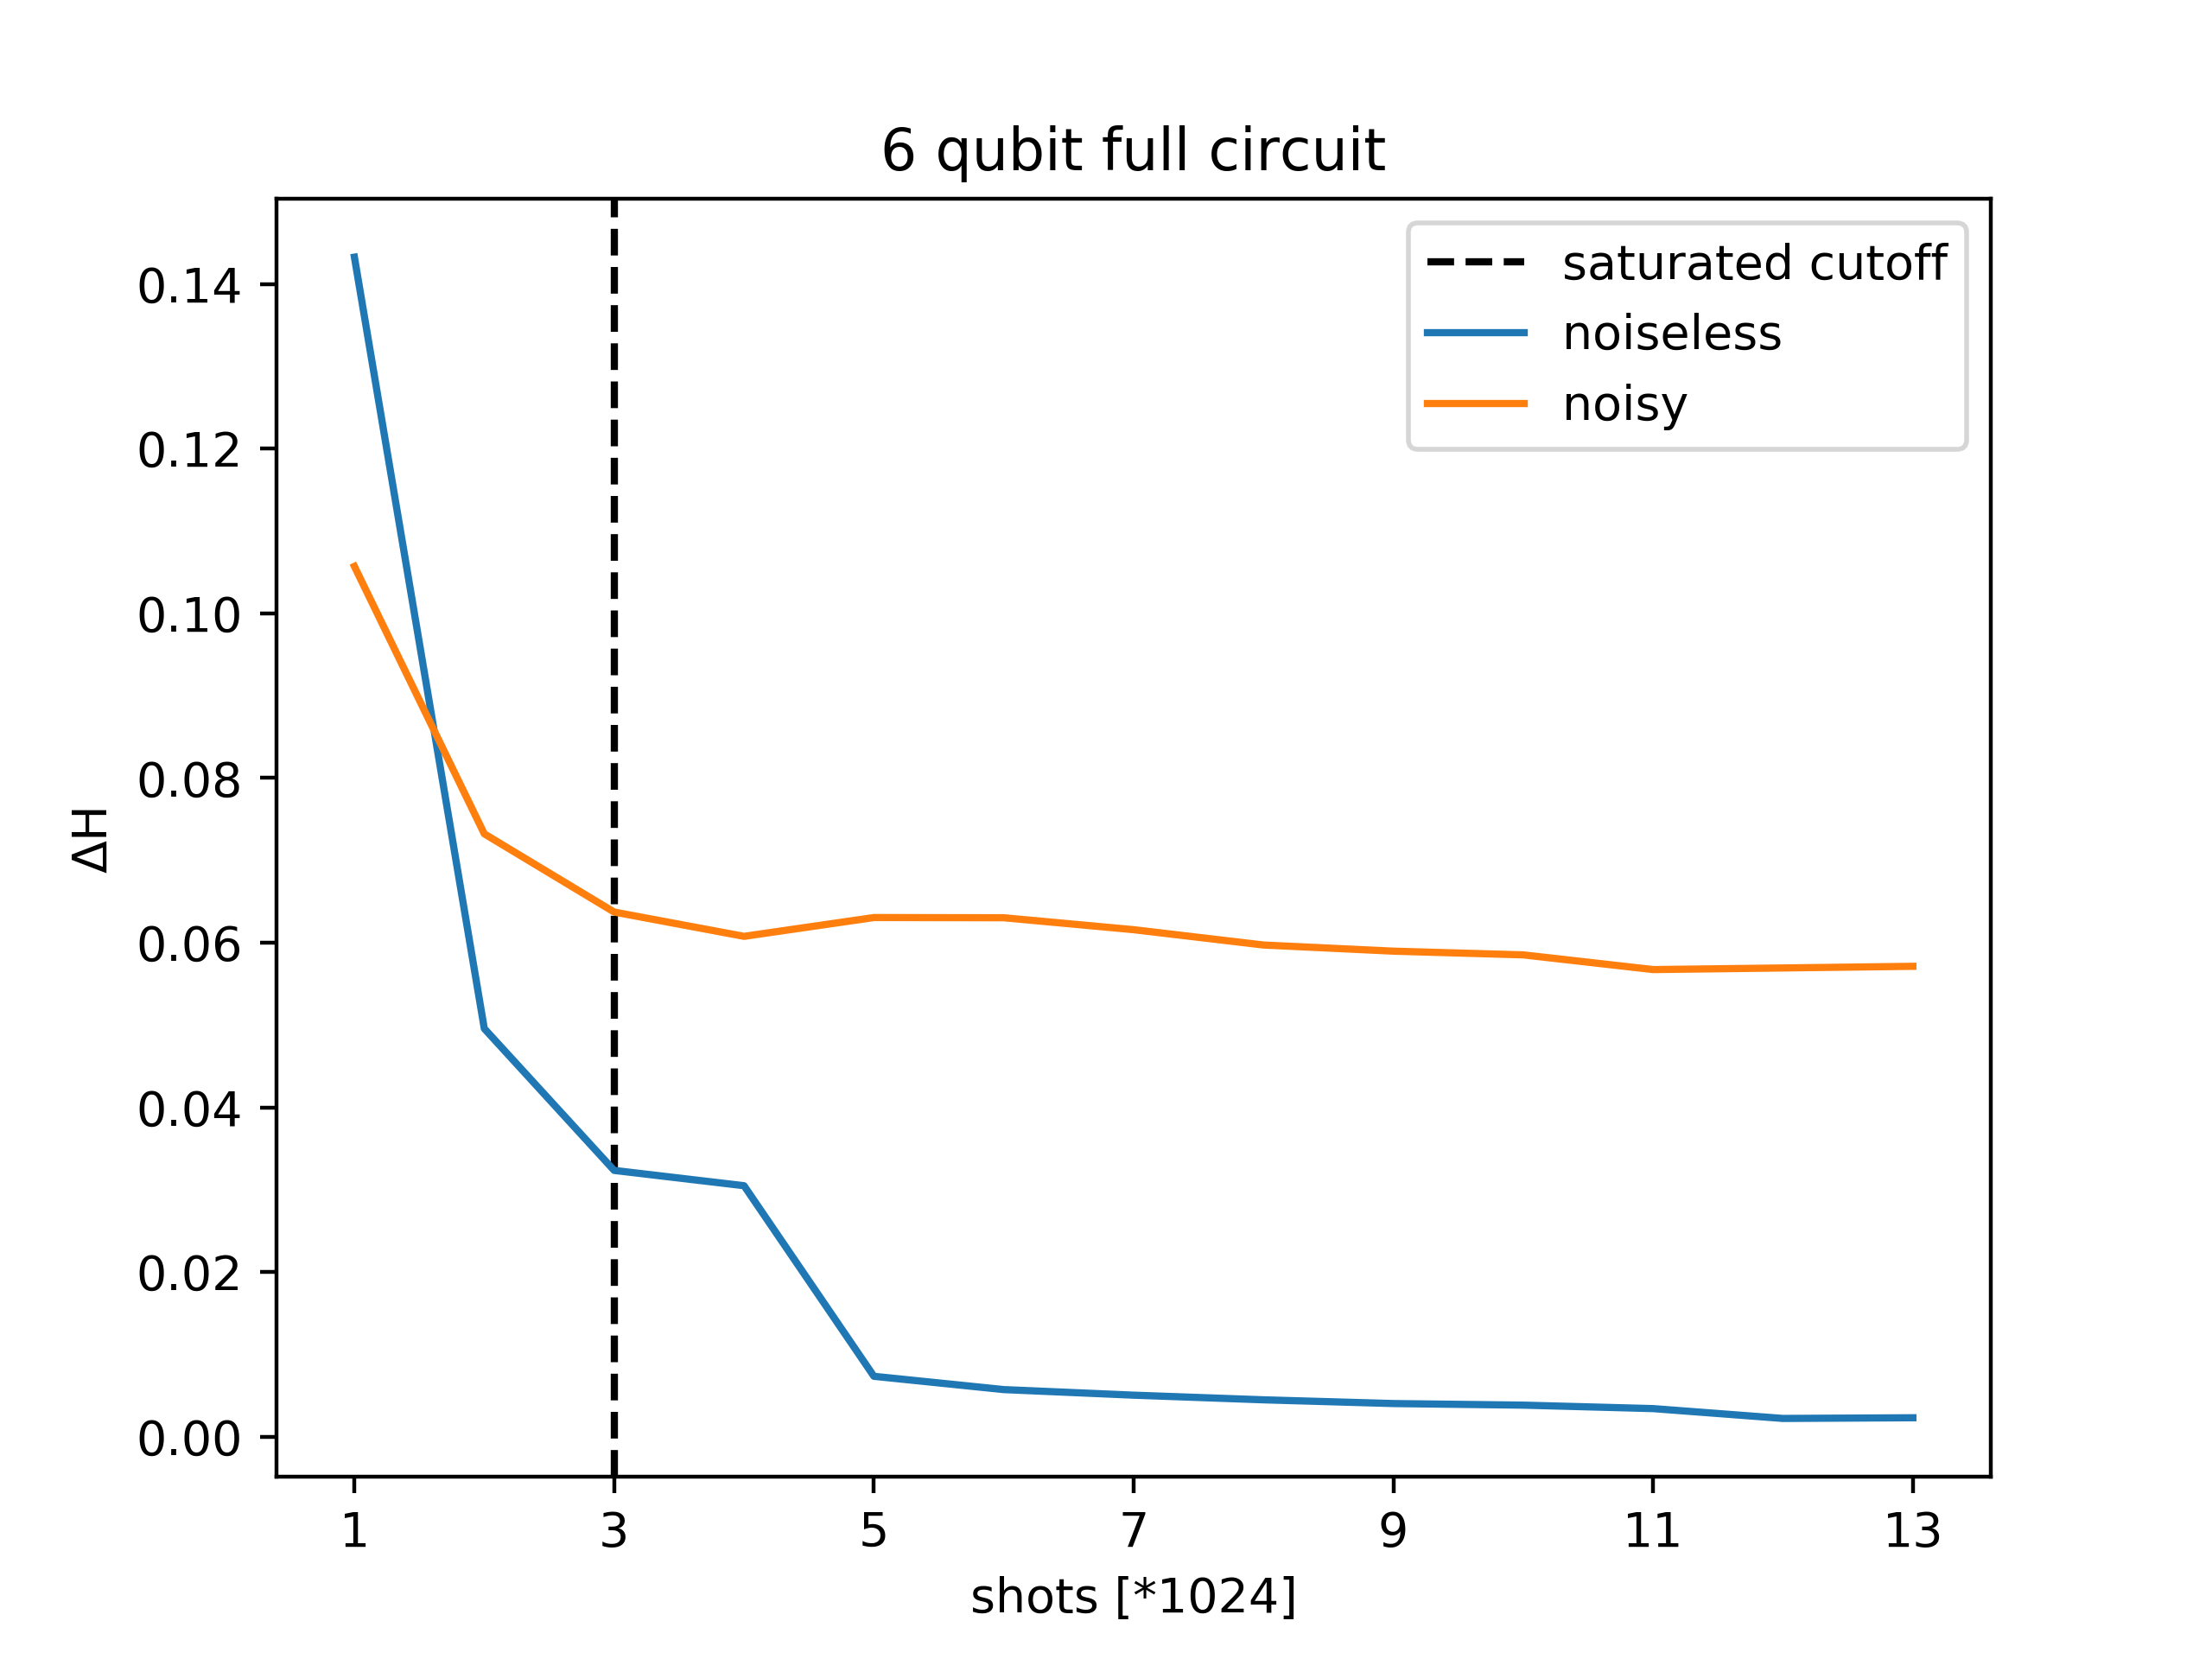 6 qubit full circuit
saturated cutoff
noiseless
noisy
0.14
0.12
0.10
0.08
0.06
0.04
0.02
0.00
ΔH
1 3 5 7 9 11 13
shots [*1024]